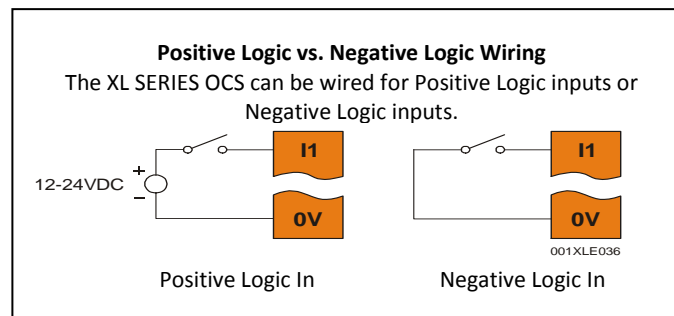 Positive Logic vs. Negative Logic Wiring
The XL SERIES OCS can be wired for Positive Logic inputs or
Negative Logic inputs.
I1
I1
+
12-24VDC
–
0V
0V
001XLE036
Positive Logic In
Negative Logic In